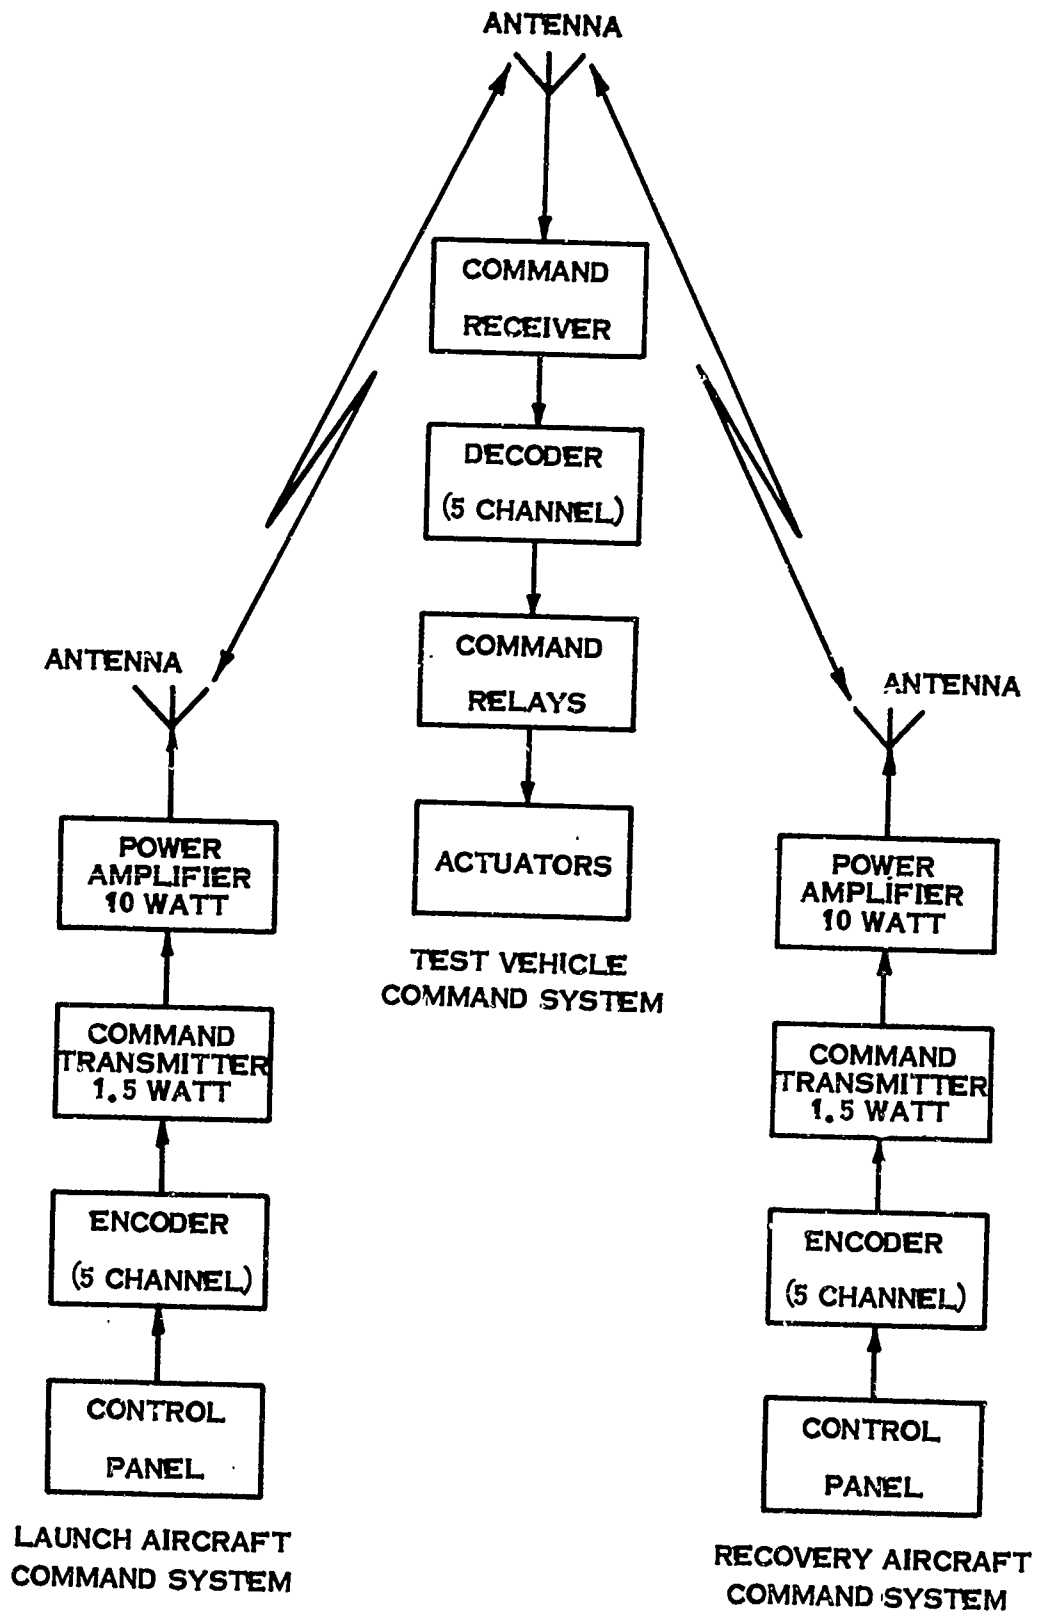 ANTENNA
COMMAND
RECEIVER
DECODER
(5 CHANNEL)
COMMAND
RELAYS
ACTUATORS
TEST VEHICLE
COMMAND SYSTEM
ANTENNA
POWER
AMPLIFIER
10 WATT
COMMAND
TRANSMITTER
1.5 WATT
ENCODER
(5 CHANNEL)
CONTROL
PANEL
LAUNCH AIRCRAFT
COMMAND SYSTEM
ANTENNA
POWER
AMPLIFIER
10 WATT
COMMAND
TRANSMITTER
1.5 WATT
ENCODER
(5 CHANNEL)
CONTROL
PANEL
RECOVERY AIRCRAFT
COMMAND SYSTEM